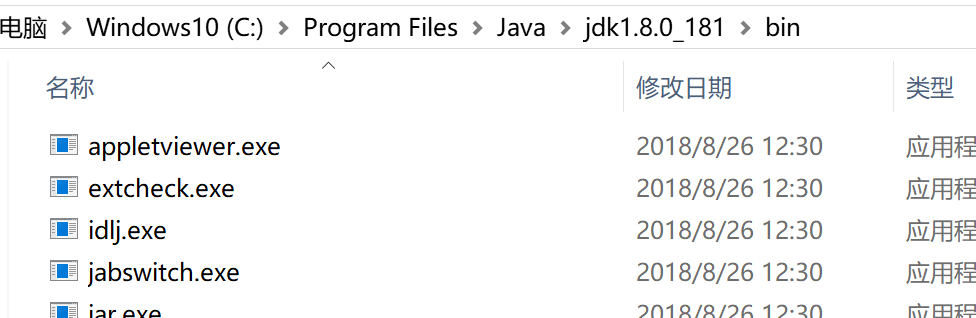 电脑 > Windows10 (C:) > Program Files > Java > jdk1.8.0_181 > bin
名称 修改日期 类型
appletviewer.exe 2018/8/26 12:30 应用程
extcheck.exe 2018/8/26 12:30 应用程
idlj.exe 2018/8/26 12:30 应用程
jabswitch.exe 2018/8/26 12:30 应用程
jar.exe 2018/8/26 12:30 应用程